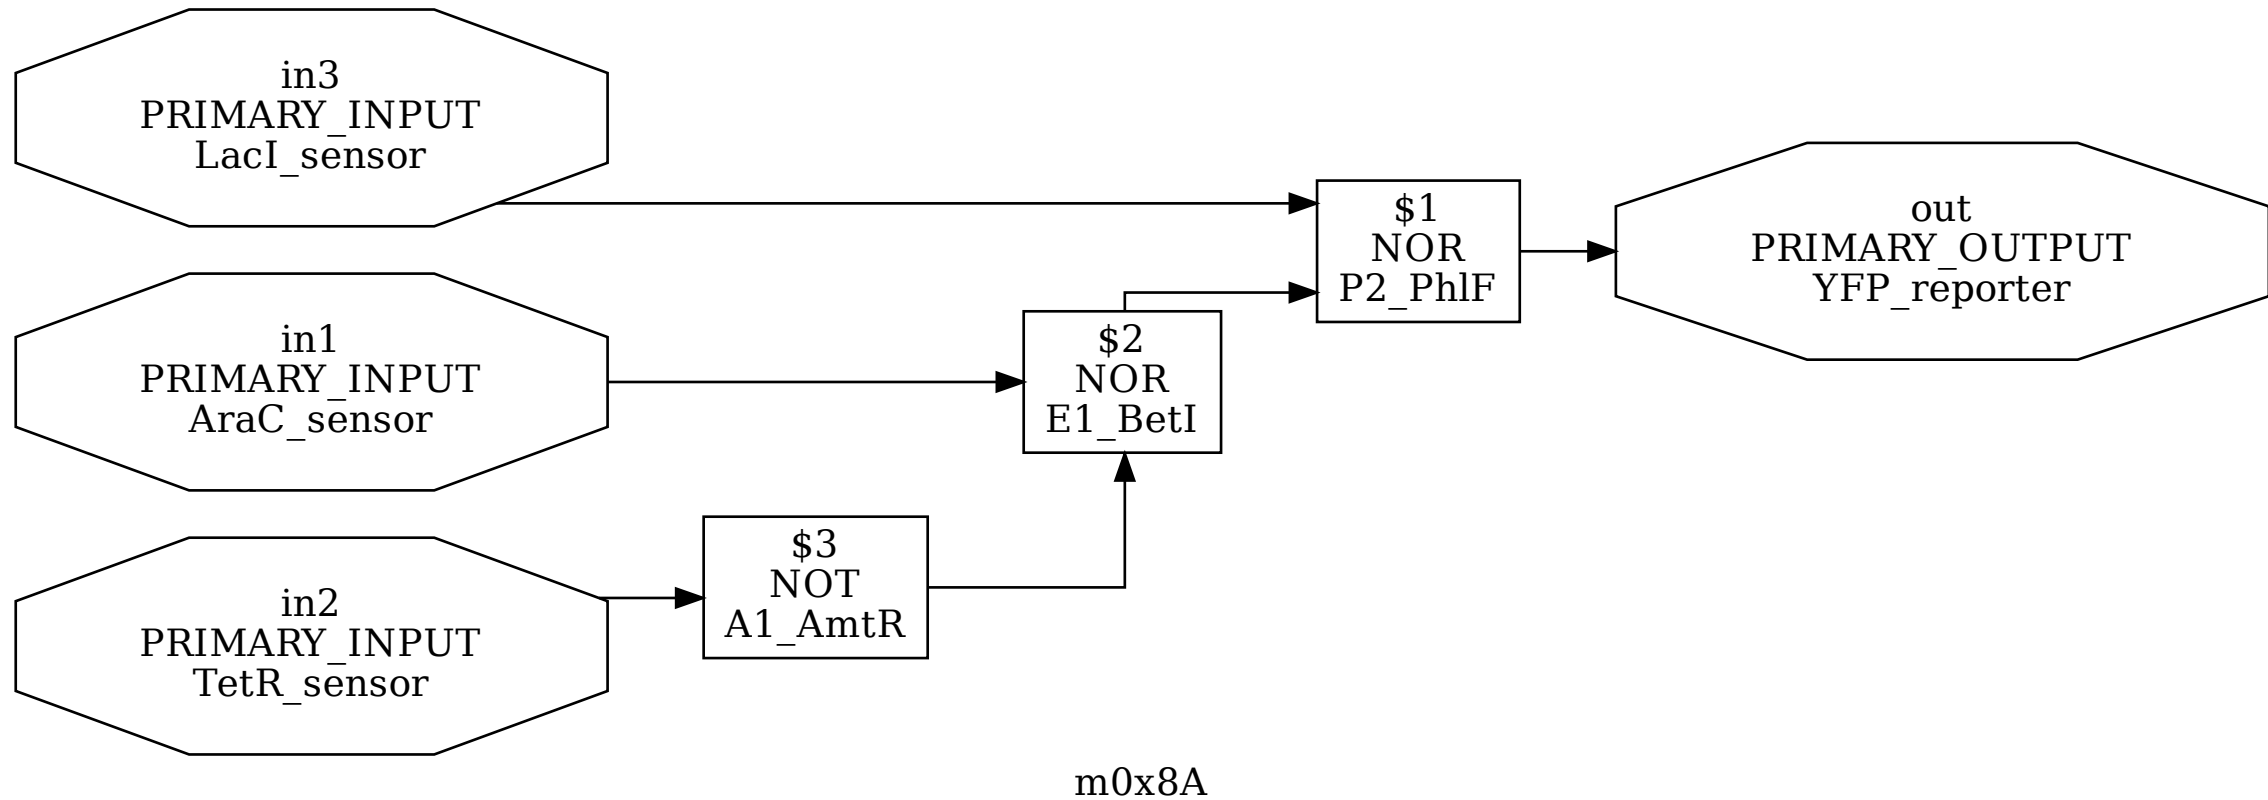 in3
PRIMARY_INPUT
LacI_sensor
in1
PRIMARY_INPUT
AraC_sensor
in2
PRIMARY_INPUT
TetR_sensor
$3
NOT
A1_AmtR
$2
NOR
E1_BetI
$1
NOR
P2_PhlF
out
PRIMARY_OUTPUT
YFP_reporter
m0x8A